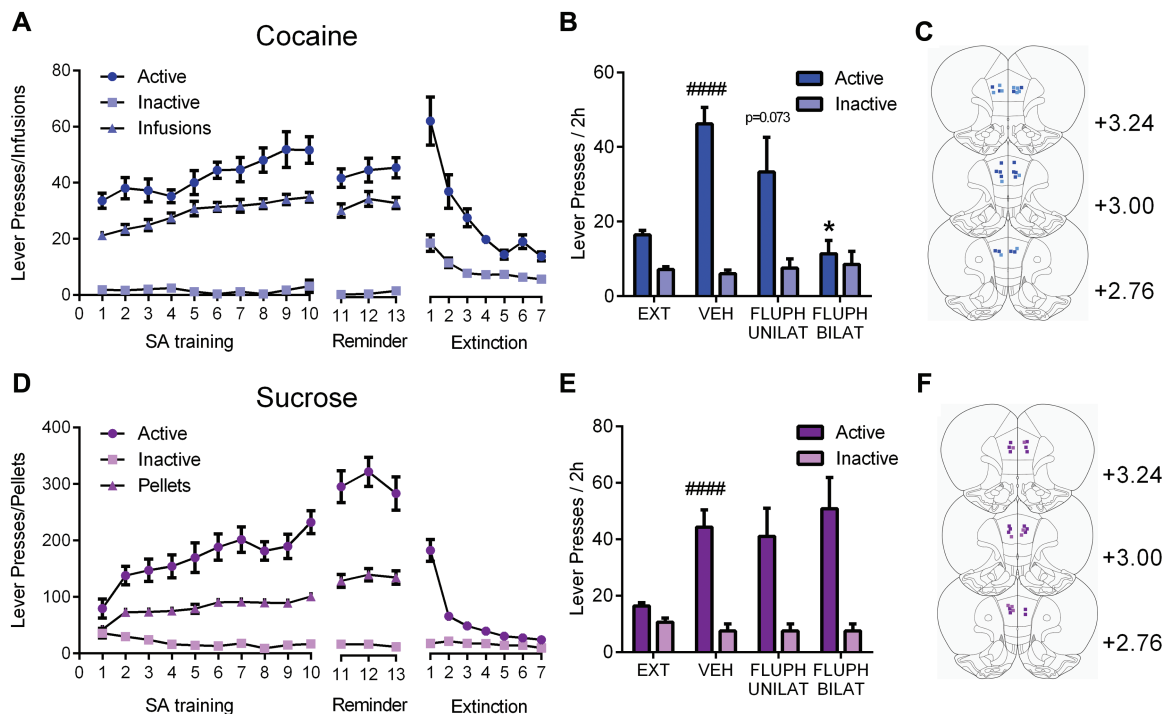 A
Cocaine
Lever Presses/Infusions
80
60
40
20
0
Active
Inactive
Infusions
0 1 2 3 4 5 6 7 8 9 10 11 12 13 1 2 3 4 5 6 7
SA training Reminder Extinction
B
Lever Presses / 2h
60
40
20
0
####
p=0.073
*
Active
Inactive
EXT VEH FLUPH UNILAT FLUPH BILAT
C
+3.24
+3.00
+2.76
D
Sucrose
Lever Presses/Pellets
400
300
200
100
0
Active
Inactive
Pellets
0 1 2 3 4 5 6 7 8 9 10 11 12 13 1 2 3 4 5 6 7
SA training Reminder Extinction
E
Lever Presses / 2h
80
60
40
20
0
####
Active
Inactive
EXT VEH FLUPH UNILAT FLUPH BILAT
F
+3.24
+3.00
+2.76